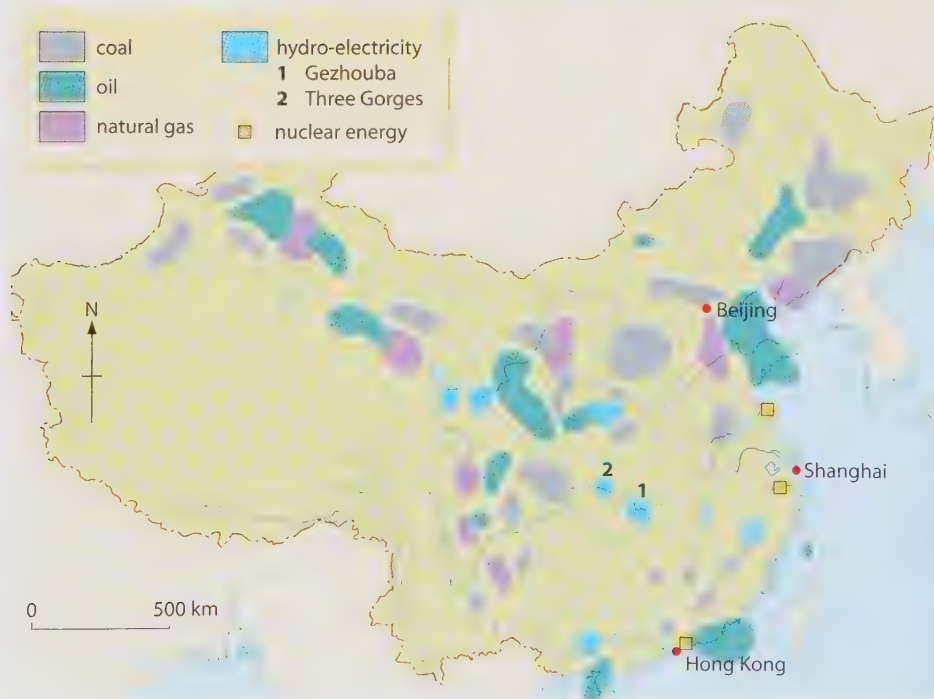 coal
oil
natural gas
hydro-electricity
1 Gezhouba
2 Three Gorges
nuclear energy
N
Beijing
Shanghai
2
1
0 500 km
Hong Kong